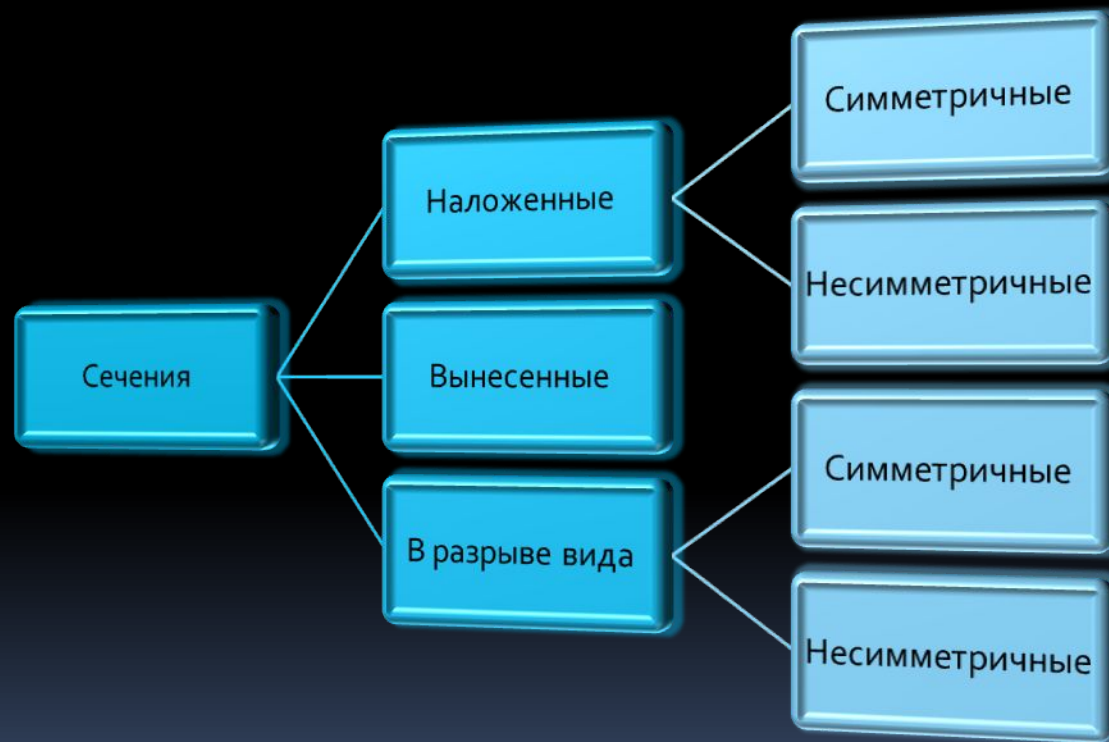 Сечения
Наложенные
Симметричные
Несимметричные
Вынесенные
В разрыве вида
Симметричные
Несимметричные